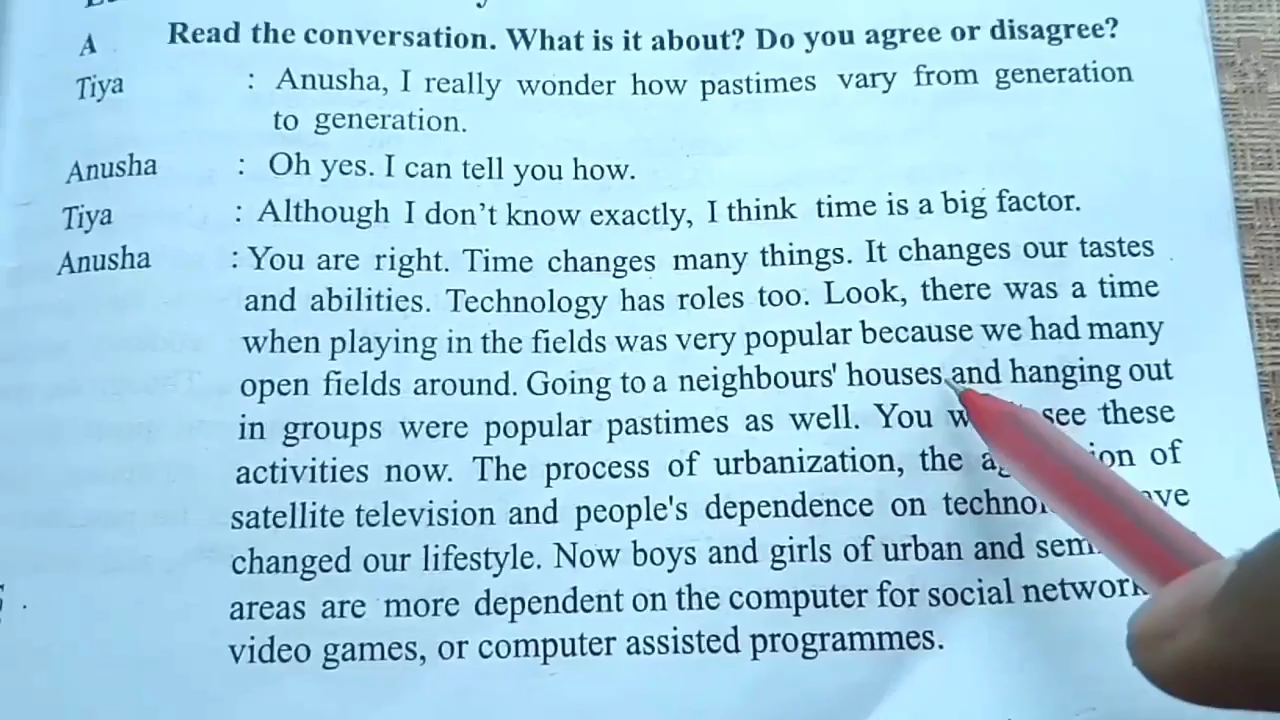 A Read the conversation. What is it about? Do you agree or disagree?
Tiya : Anusha, I really wonder how pastimes vary from generation
to generation.
Anusha : Oh yes. I can tell you how.
Tiya : Although I don't know exactly, I think time is a big factor.
Anusha : You are right. Time changes many things. It changes our tastes
and abilities. Technology has roles too. Look, there was a time
when playing in the fields was very popular because we had many
open fields around. Going to a neighbours' houses and hanging out
in groups were popular pastimes as well. You see these
activities now. The process of urbanization, the of
satellite television and people's dependence on
changed our lifestyle. Now boys and girls of urban and
areas are more dependent on the computer for social
video games, or computer assisted programmes.